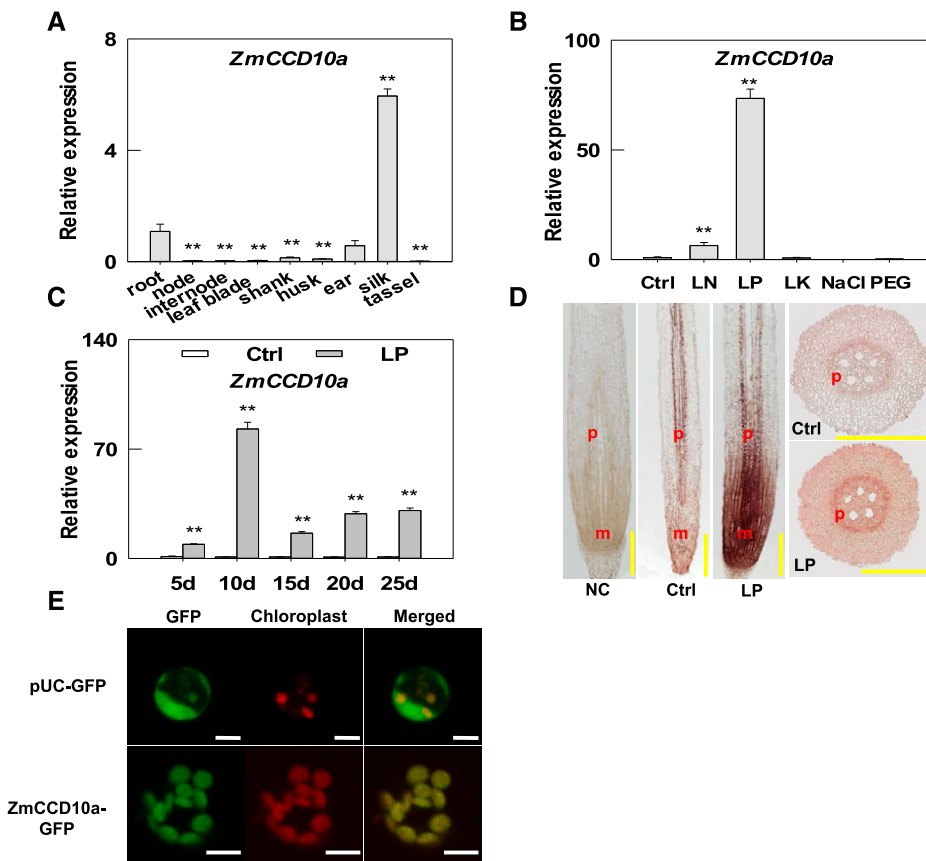 A
Relative expression
8
4
0
ZmCCD10a
**
**
**
**
**
**
**
root
node
internode
leaf blade
shank
husk
ear
silk
tassel
B
Relative expression
100
50
0
ZmCCD10a
**
**
Ctrl LN LP LK NaCl PEG
C
Relative expression
140
70
0
Ctrl LP
ZmCCD10a
**
**
**
**
**
5d 10d 15d 20d 25d
D
p
m
NC
p
m
Ctrl
p
m
LP
p
Ctrl
p
LP
E
GFP Chloroplast Merged
pUC-GFP
ZmCCD10a-
GFP